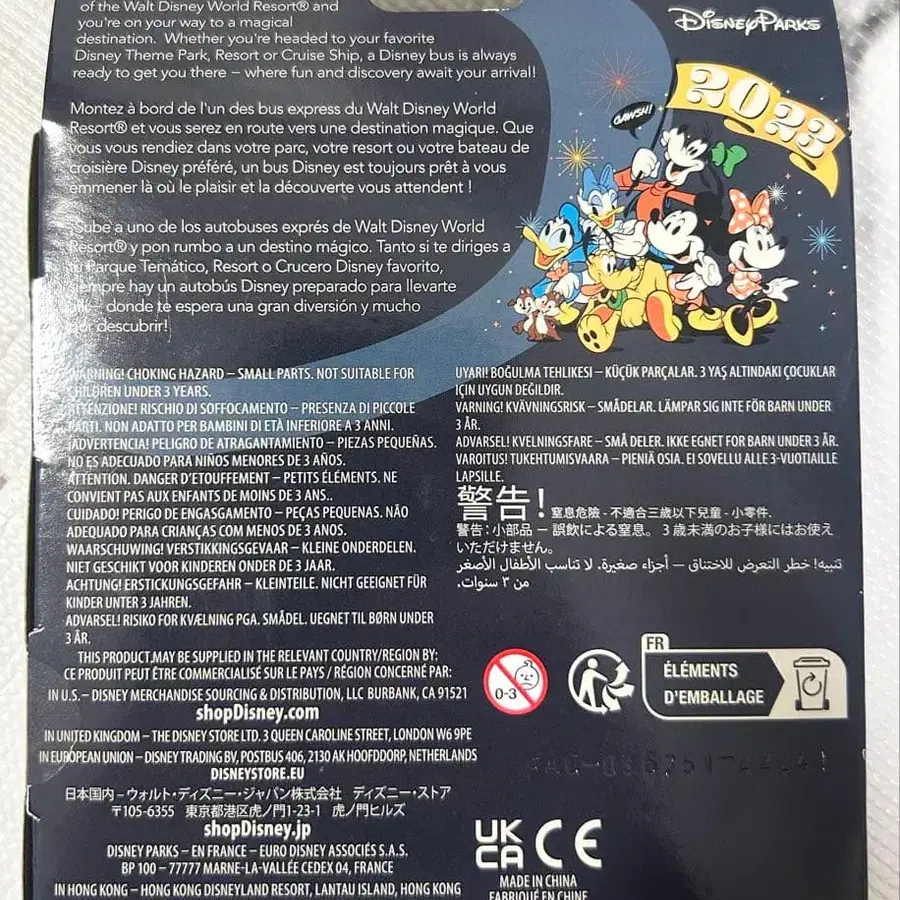 of the Walt Disney World Resort® and
you're on your way to a magical
destination. Whether you're headed to your favorite
Disney Theme Park, Resort or Cruise Ship, a Disney bus is always
ready to get you there – where fun and discovery await your arrival!
Montez à bord de l'un des bus express du Walt Disney World
Resort® et vous serez en route vers une destination magique. Que
vous vous rendiez dans votre parc, votre resort ou votre bateau de
croisière Disney préféré, un bus Disney est toujours prêt à vous
emmener là où le plaisir et la découverte vous attendent !
¡Sube a uno de los autobuses exprés de Walt Disney World
Resort® y pon rumbo a un destino mágico. Tanto si te diriges a
Parque Temático, Resort o Crucero Disney favorito,
hay un autobús Disney preparado para llevarte
– donde te espera una gran diversión y mucho
descubrir!
Disney Parks
2023
GAWSH!
WARNING! CHOKING HAZARD – SMALL PARTS. NOT SUITABLE FOR
CHILDREN UNDER 3 YEARS.
ATTENZIONE! RISCHIO DI SOFFOCAMENTO – PRESENZA DI PICCOLE
PARTI. NON ADATTO PER BAMBINI DI ETÀ INFERIORE A 3 ANNI.
¡ADVERTENCIA! PELIGRO DE ATRAGANTAMIENTO – PIEZAS PEQUEÑAS.
NO ES ADECUADO PARA NIÑOS MENORES DE 3 AÑOS.
ATTENTION. DANGER D'ETOUFFEMENT – PETITS ÉLÉMENTS. NE
CONVIENT PAS AUX ENFANTS DE MOINS DE 3 ANS..
CUIDADO! PERIGO DE ENGASGAMENTO – PEÇAS PEQUENAS. NÃO
ADEQUADO PARA CRIANÇAS COM MENOS DE 3 ANOS.
WAARSCHUWING! VERSTIKKINGSGEVAAR – KLEINE ONDERDELEN.
NIET GESCHIKT VOOR KINDEREN ONDER DE 3 JAAR.
ACHTUNG! ERSTICKUNGSGEFAHR – KLEINTEILE. NICHT GEEIGNET FÜR
KINDER UNTER 3 JAHREN.
ADVARSEL! RISIKO FOR KVÆLNING PGA. SMÅDEL. UEGNET TIL BØRN UNDER
3 ÅR.
UYARI! BOĞULMA TEHLIKESI – KÜÇÜK PARÇALAR. 3 YAŞ ALTINDAKI ÇOCUKLAR
IÇIN UYGUN DEĞILDIR.
VARNING! KVÄVNINGSRISK – SMÅDELAR. LÄMPAR SIG INTE FÖR BARN UNDER
3 ÅR.
ADVARSEL! KVELNINGSFARE – SMÅ DELER. IKKE EGNET FOR BARN UNDER 3 ÅR.
VAROITUS! TUKEHTUMISVAARA – PIENIÄ OSIA. EI SOVELLU ALLE 3-VUOTIAILLE
LAPSILLE.
警告! 窒息危險 - 不適合三歲以下兒童 - 小零件.
警告: 小部品 — 誤飲による窒息。 3 歳未満のお子様にはお使え
いただけません。
تنبيه! خطر التعرض للاختناق – أجزاء صغيرة. لا تناسب الأطفال الأصغر
من ٣ سنوات.
THIS PRODUCT MAY BE SUPPLIED IN THE RELEVANT COUNTRY/REGION BY:
CE PRODUIT PEUT ÊTRE COMMERCIALISÉ SUR LE PAYS / RÉGION CONCERNÉ PAR:
IN U.S. – DISNEY MERCHANDISE SOURCING & DISTRIBUTION, LLC BURBANK, CA 91521
shopDisney.com
IN UNITED KINGDOM – THE DISNEY STORE LTD. 3 QUEEN CAROLINE STREET, LONDON W6 9PE
IN EUROPEAN UNION – DISNEY TRADING BV, POSTBUS 406, 2130 AK HOOFDDORP, NETHERLANDS
DISNEYSTORE.EU
日本国内 – ウォルト・ディズニー・ジャパン株式会社 ディズニー・ストア
〒105-6355 東京都港区虎ノ門1-23-1 虎ノ門ヒルズ
shopDisney.jp
DISNEY PARKS – EN FRANCE – EURO DISNEY ASSOCIÉS S.A.S.
BP 100 – 77777 MARNE-LA-VALLÉE CEDEX 04, FRANCE
IN HONG KONG – HONG KONG DISNEYLAND RESORT, LANTAU ISLAND, HONG KONG
0-3
FR
ÉLÉMENTS
D'EMBALLAGE
UK
CA CE
MADE IN CHINA
FABRIQUÉ EN CHINE